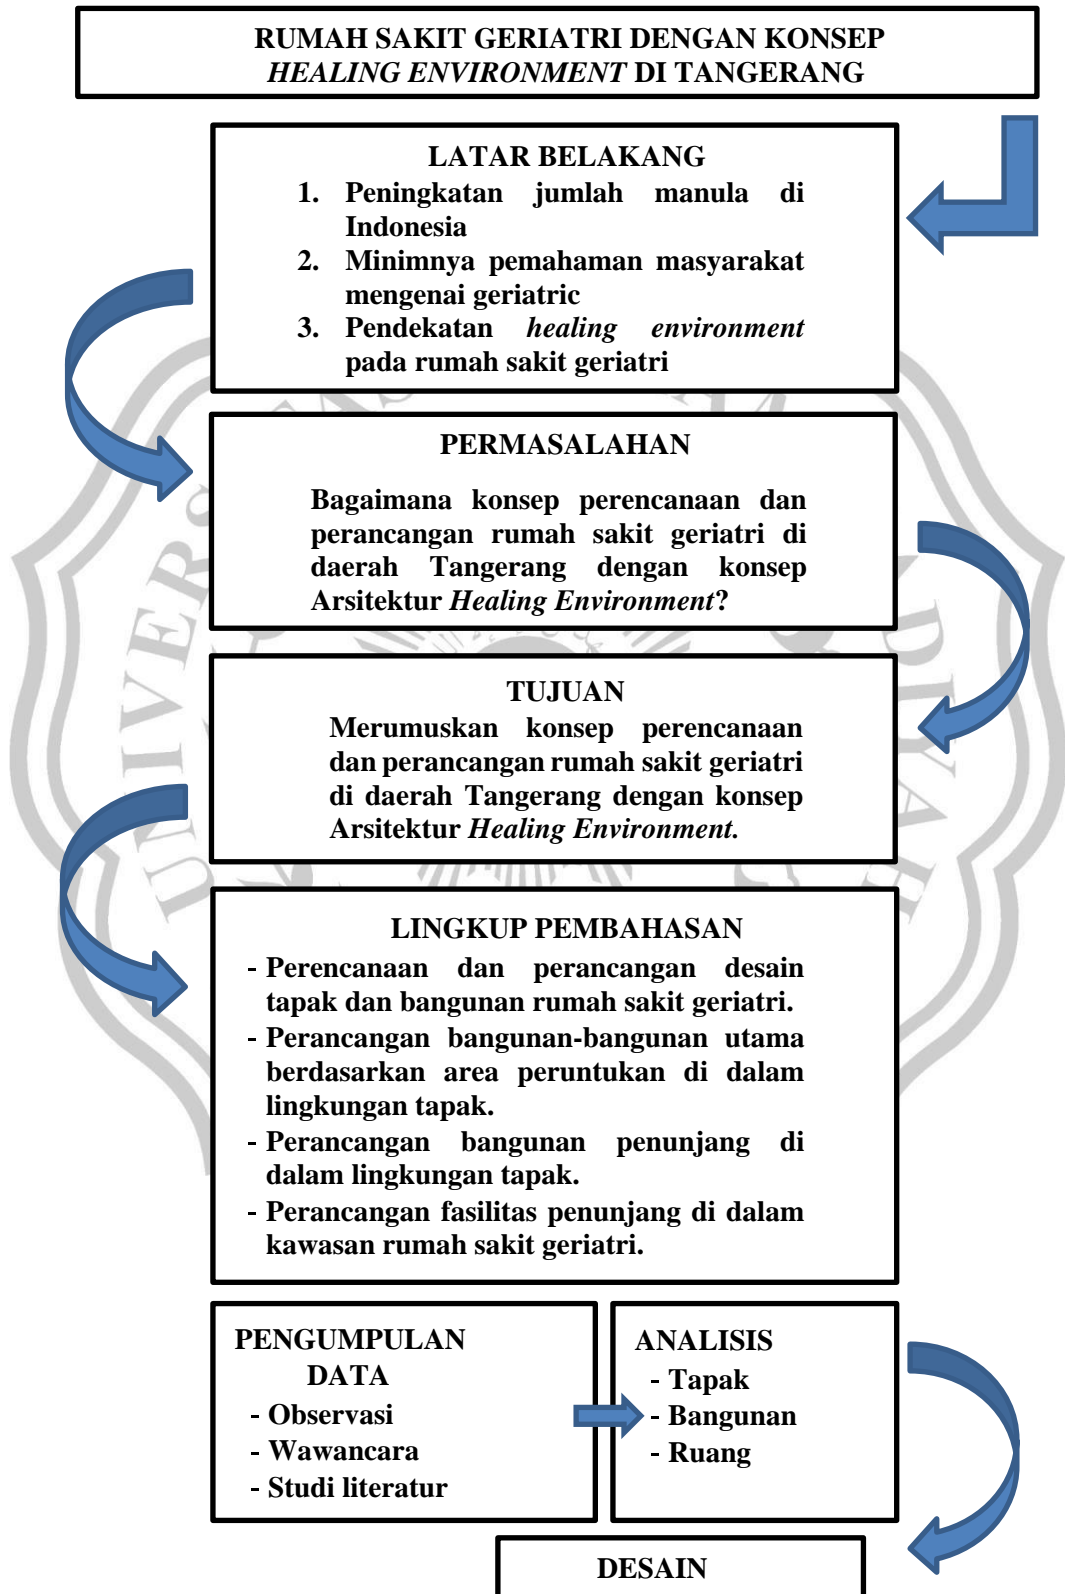 RUMAH SAKIT GERIATRI DENGAN KONSEP
HEALING ENVIRONMENT DI TANGERANG
LATAR BELAKANG
1. Peningkatan jumlah manula di
Indonesia
2. Minimnya pemahaman masyarakat
mengenai geriatric
3. Pendekatan healing environment
pada rumah sakit geriatri
PERMASALAHAN
Bagaimana konsep perencanaan dan
perancangan rumah sakit geriatri di
daerah Tangerang dengan konsep
Arsitektur Healing Environment?
TUJUAN
Merumuskan konsep perencanaan
dan perancangan rumah sakit geriatri
di daerah Tangerang dengan konsep
Arsitektur Healing Environment.
LINGKUP PEMBAHASAN
- Perencanaan dan perancangan desain
tapak dan bangunan rumah sakit geriatri.
- Perancangan bangunan-bangunan utama
berdasarkan area peruntukan di dalam
lingkungan tapak.
- Perancangan bangunan penunjang di
dalam lingkungan tapak.
- Perancangan fasilitas penunjang di dalam
kawasan rumah sakit geriatri.
PENGUMPULAN
DATA
- Observasi
- Wawancara
- Studi literatur
ANALISIS
- Tapak
- Bangunan
- Ruang
DESAIN